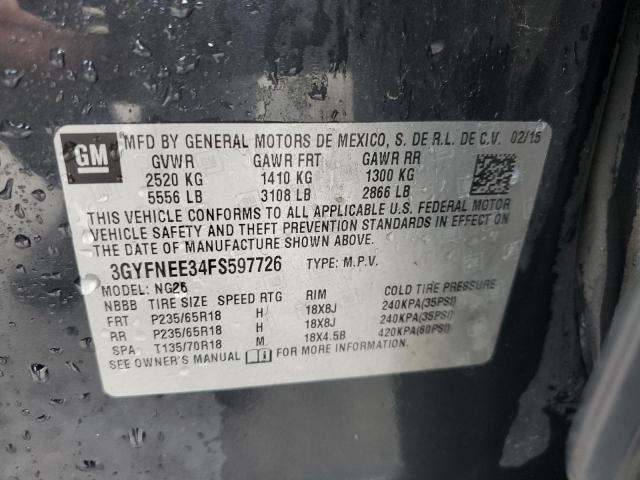 GM
MFD BY GENERAL MOTORS DE MEXICO, S. DE R.L. DE C.V. 02/15
GVWR GAWR FRT GAWR RR
2520 KG 1410 KG 1300 KG
5556 LB 3108 LB 2866 LB
THIS VEHICLE CONFORMS TO ALL APPLICABLE U.S. FEDERAL MOTOR
VEHICLE SAFETY AND THEFT PREVENTION STANDARDS IN EFFECT ON
THE DATE OF MANUFACTURE SHOWN ABOVE.
3GYFNEE34FS597726 TYPE: M.P.V.
MODEL: NG26
NBBB TIRE SIZE SPEED RTG RIM COLD TIRE PRESSURE
FRT P235/65R18 H 18X8J 240KPA(35PSI)
RR P235/65R18 H 18X8J 240KPA(35PSI)
SPA T135/70R18 M 18X4.5B 420KPA(60PSI)
SEE OWNER'S MANUAL FOR MORE INFORMATION.